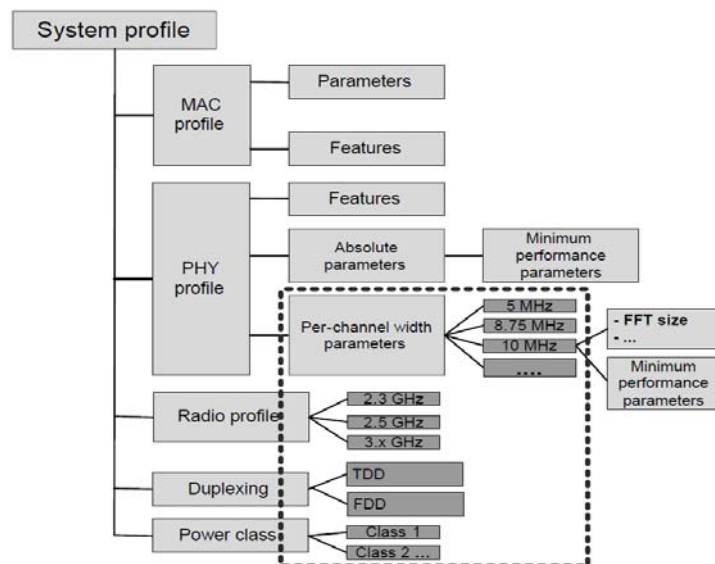 System profile
MAC
profile
Parameters
Features
PHY
profile
Features
Absolute
parameters
Minimum
performance
parameters
Per-channel width
parameters
5 MHz
8.75 MHz
10 MHz
....
- FFT size
- ...
Minimum
performance
parameters
Radio profile
2.3 GHz
2.5 GHz
3.x GHz
Duplexing
TDD
FDD
Power class
Class 1
Class 2 ...